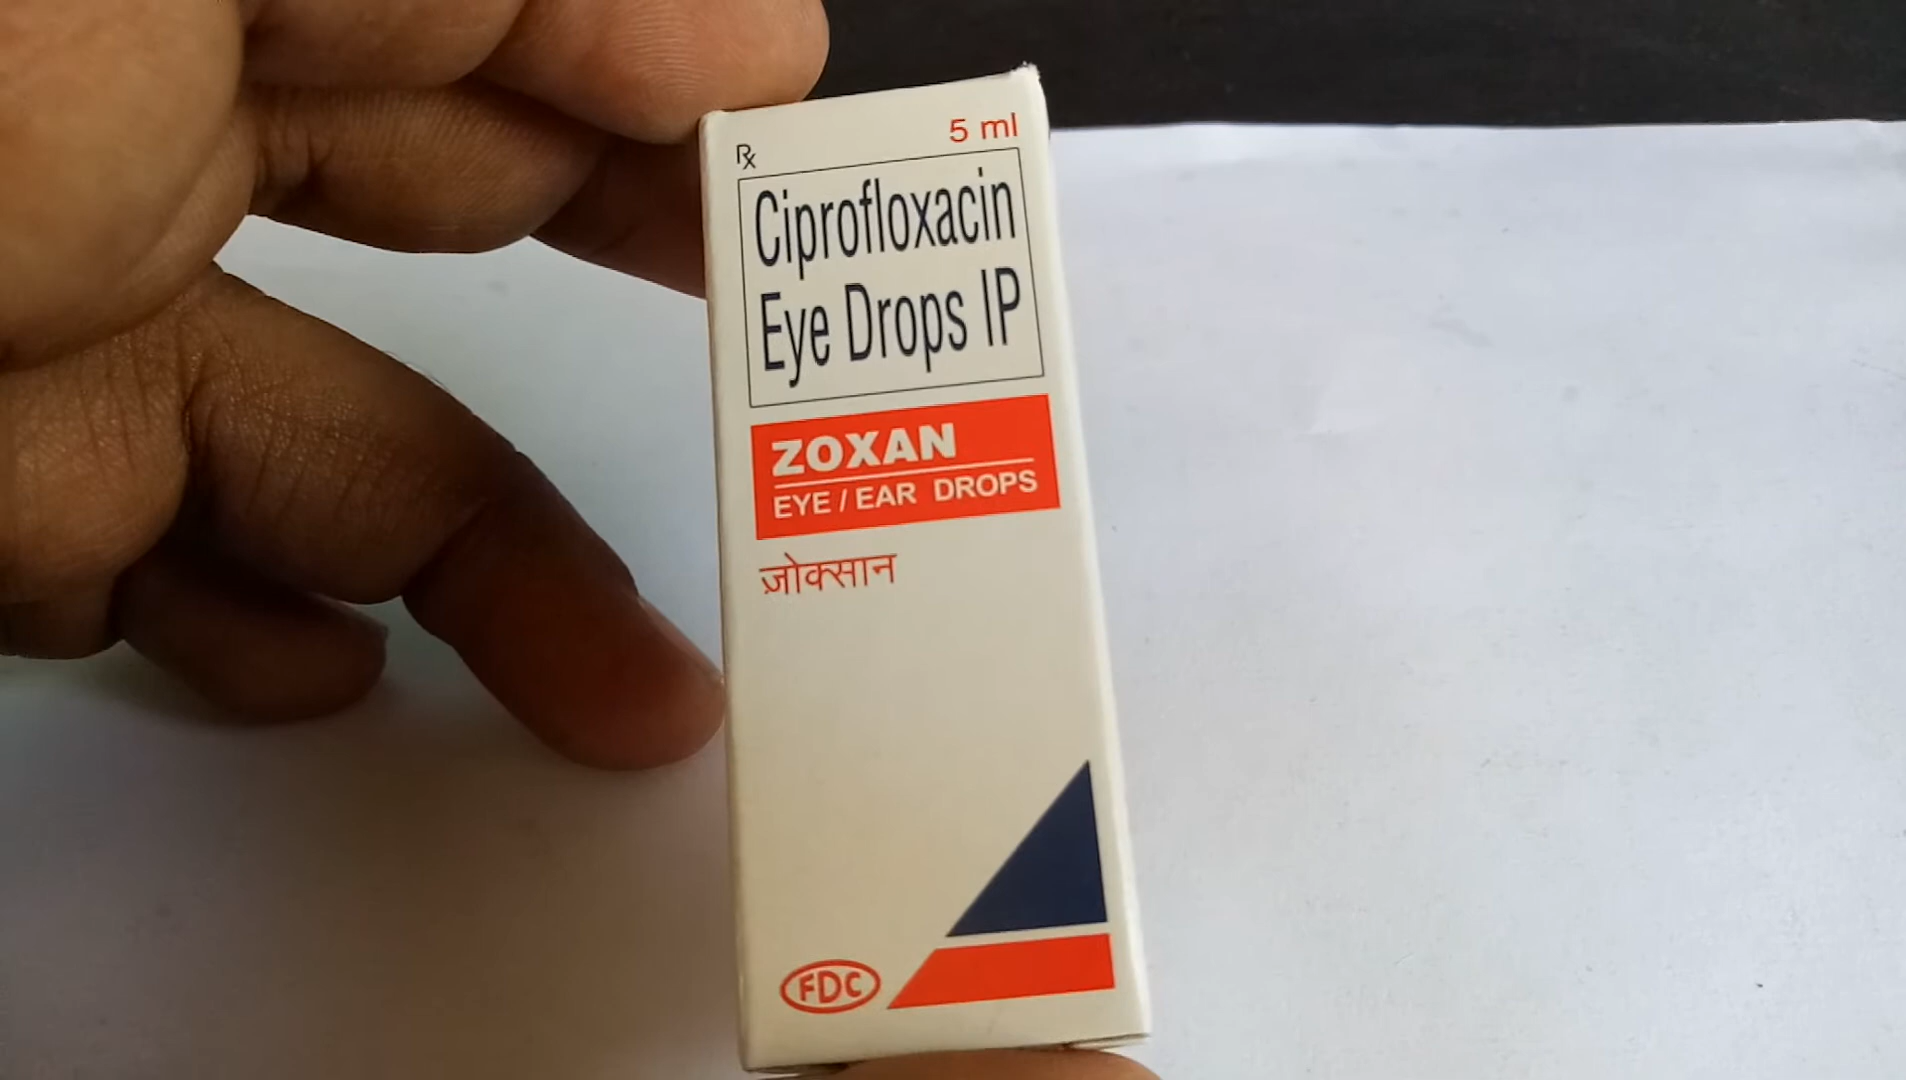 5 ml
Rx
Ciprofloxacin
Eye Drops IP
ZOXAN
EYE / EAR DROPS
ज़ोक्सान
FDC